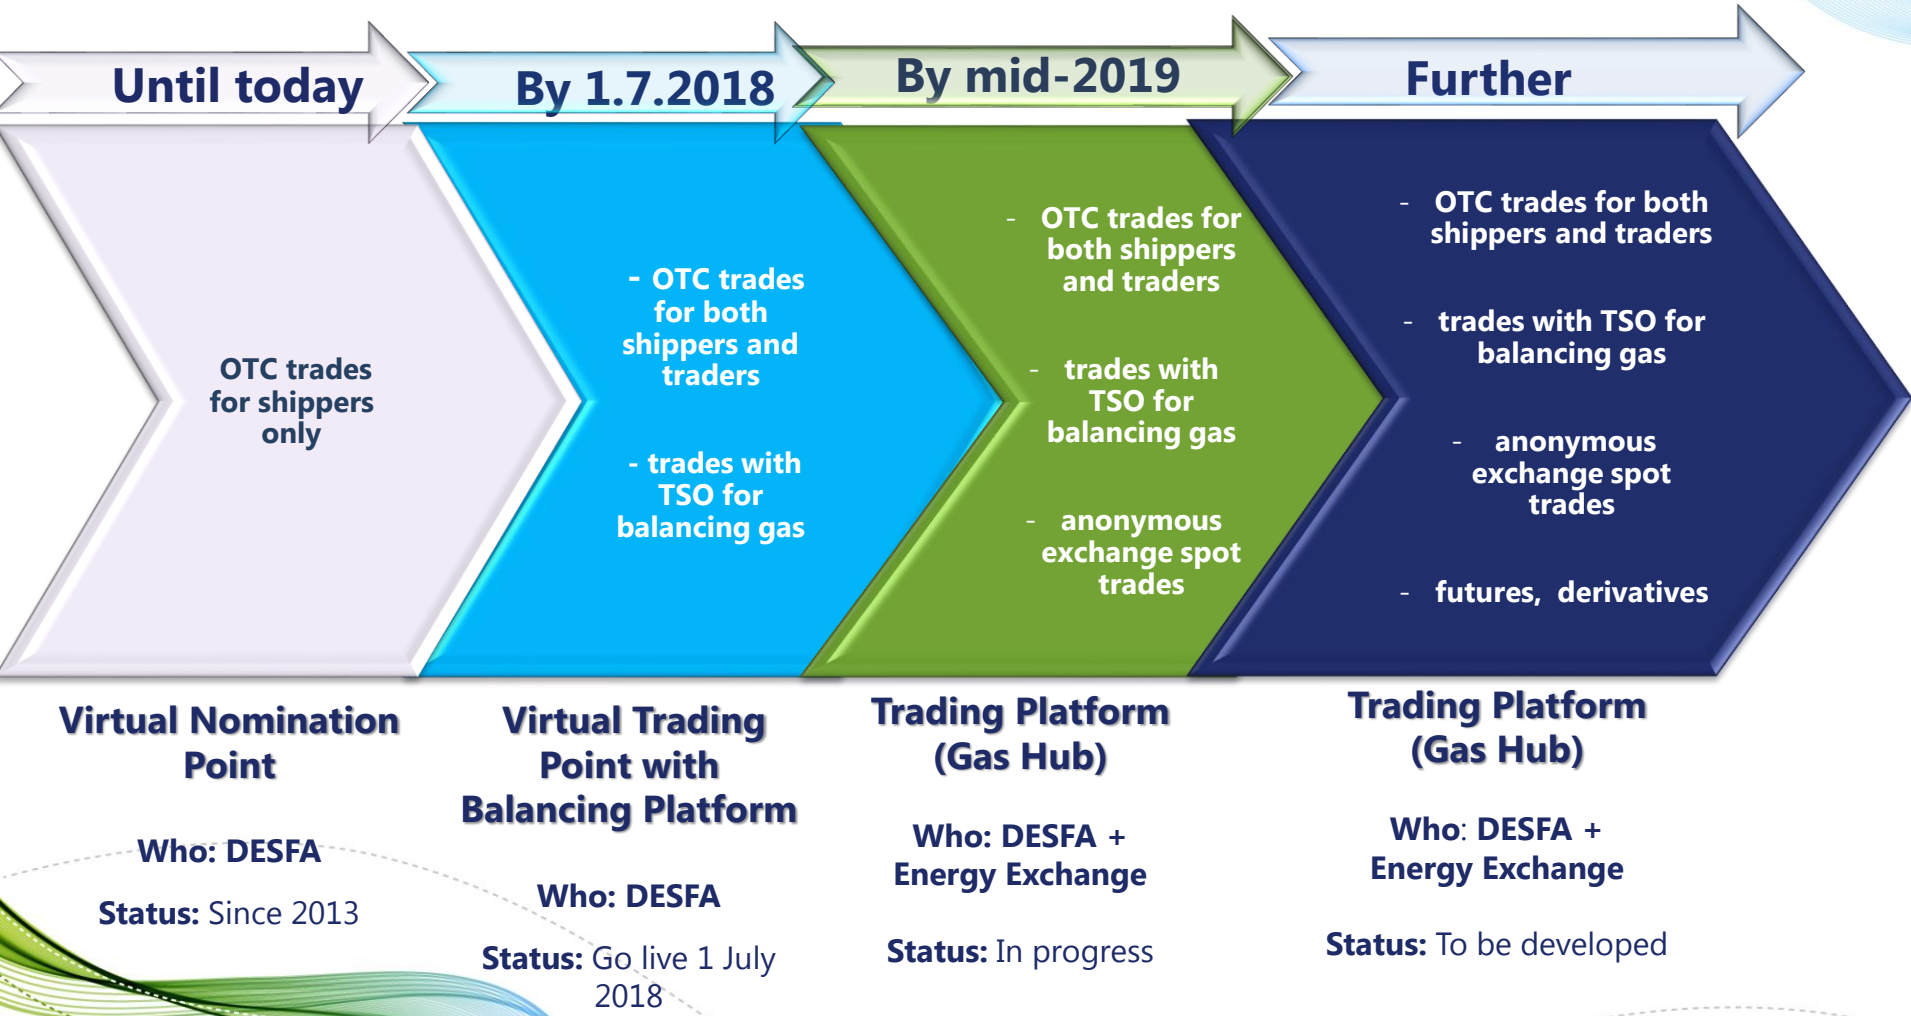 Until today
By 1.7.2018
By mid-2019
Further
OTC trades
for shippers
only
- OTC trades
for both
shippers and
traders
- trades with
TSO for
balancing gas
- OTC trades for
both shippers
and traders
- trades with
TSO for
balancing gas
- anonymous
exchange spot
trades
- OTC trades for both
shippers and traders
- trades with TSO for
balancing gas
- anonymous
exchange spot
trades
- futures, derivatives
Virtual Nomination
Point
Who: DESFA
Status: Since 2013
Virtual Trading
Point with
Balancing Platform
Who: DESFA
Status: Go live 1 July
2018
Trading Platform
(Gas Hub)
Who: DESFA +
Energy Exchange
Status: In progress
Trading Platform
(Gas Hub)
Who: DESFA +
Energy Exchange
Status: To be developed